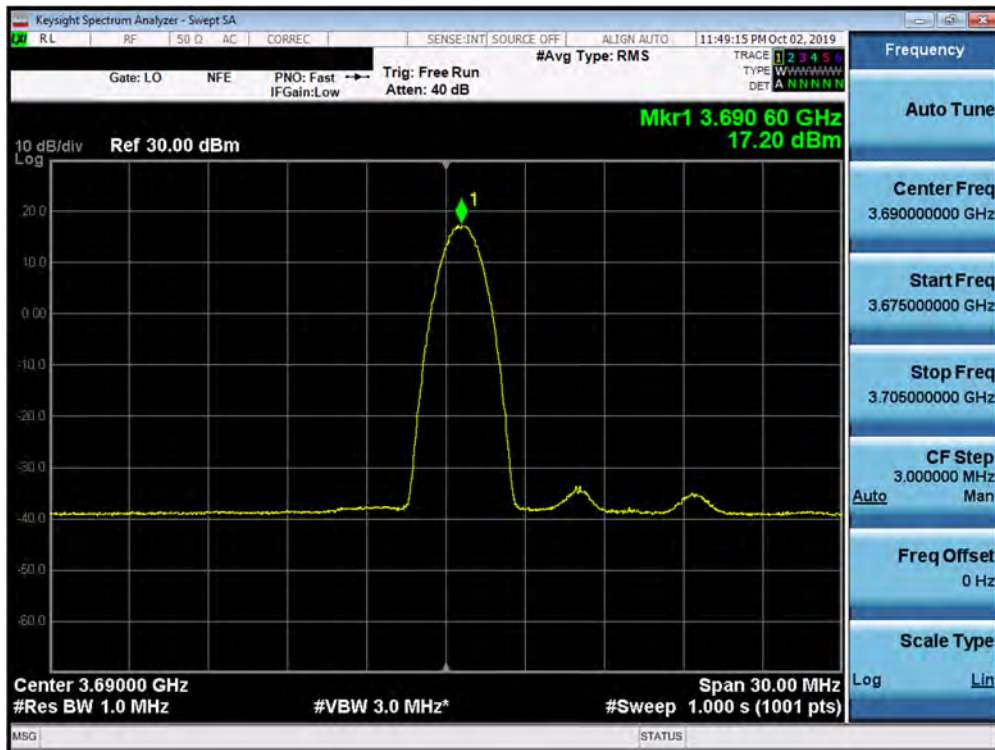 Keysight Spectrum Analyzer - Swept SA
LXI RL RF 50 Ω AC CORREC SENSE:INT SOURCE OFF ALIGN AUTO 11:49:15 PM Oct 02, 2019
Gate: LO NFE PNO: Fast Trig: Free Run #Avg Type: RMS TRACE 1 2 3 4 5 6
IFGain:Low Atten: 40 dB TYPE WWWWWW
DET A N N N N N
Mkr1 3.690 60 GHz
17.20 dBm
10 dB/div Ref 30.00 dBm
Log
1
20.0
10.0
0.00
-10.0
-20.0
-30.0
-40.0
-50.0
-60.0
Center 3.69000 GHz Span 30.00 MHz
#Res BW 1.0 MHz #VBW 3.0 MHz* #Sweep 1.000 s (1001 pts)
MSG STATUS
Frequency
Auto Tune
Center Freq
3.690000000 GHz
Start Freq
3.675000000 GHz
Stop Freq
3.705000000 GHz
CF Step
3.000000 MHz
Auto Man
Freq Offset
0 Hz
Scale Type
Log Lin